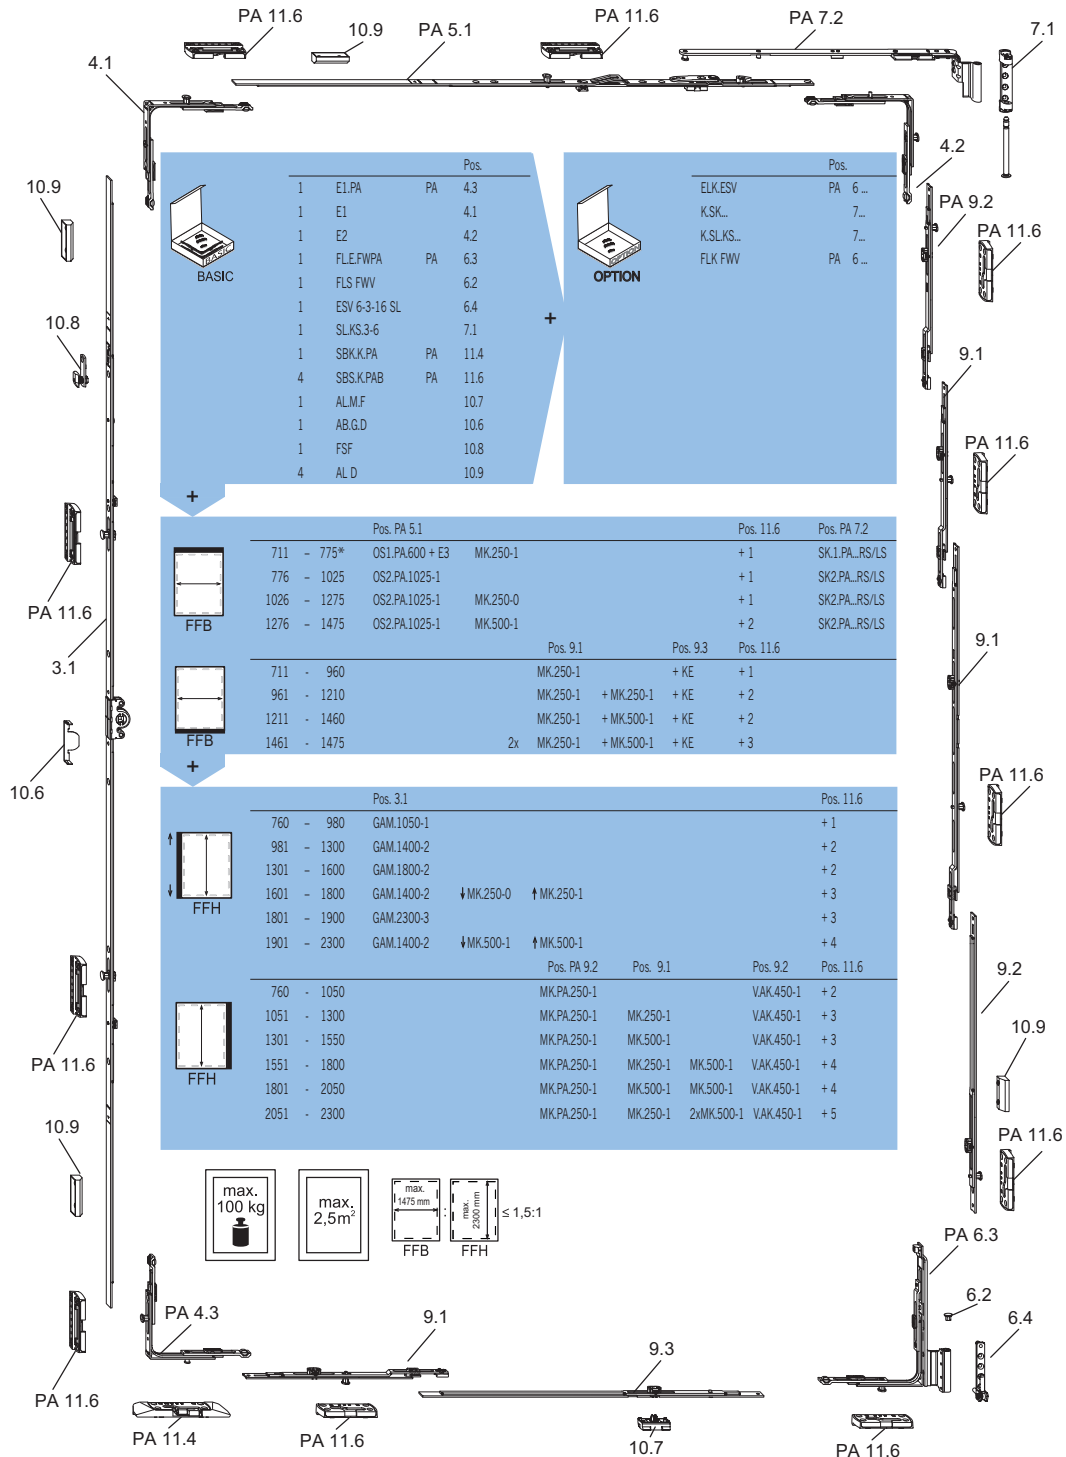 PA 11.6
10.9
PA 5.1
PA 11.6
PA 7.2
7.1
4.1
4.2
10.9
PA 9.2
PA 11.6
10.8
9.1
PA 11.6
PA 11.6
3.1
9.1
10.6
PA 11.6
9.2
10.9
PA 11.6
PA 11.6
10.9
PA 6.3
6.2
6.4
PA 4.3
9.1
9.3
PA 11.6
PA 11.4
PA 11.6
10.7
PA 11.6
BASIC
BASIC
Pos.
1 E1.PA PA 4.3
1 E1 4.1
1 E2 4.2
1 FL.E.FWPA PA 6.3
1 FLS FWV 6.2
1 ESV 6-3-16 SL 6.4
1 SL.KS.3-6 7.1
1 SBK.K.PA PA 11.4
4 SBS.K.PAB PA 11.6
1 AL.M.F 10.7
1 AB.G.D 10.6
1 FSF 10.8
4 AL D 10.9
+
OPTION
OPTION
Pos.
ELK.ESV PA 6 ...
K.SK... 7...
K.SL.KS... 7...
FLK FWV PA 6 ...
+
Pos. PA 5.1 Pos. 11.6 Pos. PA 7.2
711 – 775* OS1.PA.600 + E3 MK.250-1 + 1 SK.1.PA...RS/LS
776 – 1025 OS2.PA.1025-1 + 1 SK2.PA...RS/LS
1026 – 1275 OS2.PA.1025-1 MK.250-0 + 1 SK2.PA...RS/LS
1276 – 1475 OS2.PA.1025-1 MK.500-1 + 2 SK2.PA...RS/LS
FFB
Pos. 9.1 Pos. 9.3 Pos. 11.6
711 - 960 MK.250-1 + KE + 1
961 - 1210 MK.250-1 + MK.250-1 + KE + 2
1211 - 1460 MK.250-1 + MK.500-1 + KE + 2
1461 - 1475 2x MK.250-1 + MK.500-1 + KE + 3
FFB
+
Pos. 3.1 Pos. 11.6
760 – 980 GAM.1050-1 + 1
981 – 1300 GAM.1400-2 + 2
1301 – 1600 GAM.1800-2 + 2
1601 – 1800 GAM.1400-2 ↓MK.250-0 ↑MK.250-1 + 3
1801 – 1900 GAM.2300-3 + 3
1901 – 2300 GAM.1400-2 ↓MK.500-1 ↑MK.500-1 + 4
FFH
Pos. PA 9.2 Pos. 9.1 Pos. 9.2 Pos. 11.6
760 - 1050 MK.PA.250-1 V.AK.450-1 + 2
1051 - 1300 MK.PA.250-1 MK.250-1 V.AK.450-1 + 3
1301 - 1550 MK.PA.250-1 MK.500-1 V.AK.450-1 + 3
1551 - 1800 MK.PA.250-1 MK.250-1 MK.500-1 V.AK.450-1 + 4
1801 - 2050 MK.PA.250-1 MK.500-1 MK.500-1 V.AK.450-1 + 4
2051 - 2300 MK.PA.250-1 MK.250-1 2xMK.500-1 V.AK.450-1 + 5
FFH
max.
100 kg
max.
2,5m²
max.
1475 mm
FFB
:
max.
2300 mm
FFH
≤ 1,5:1